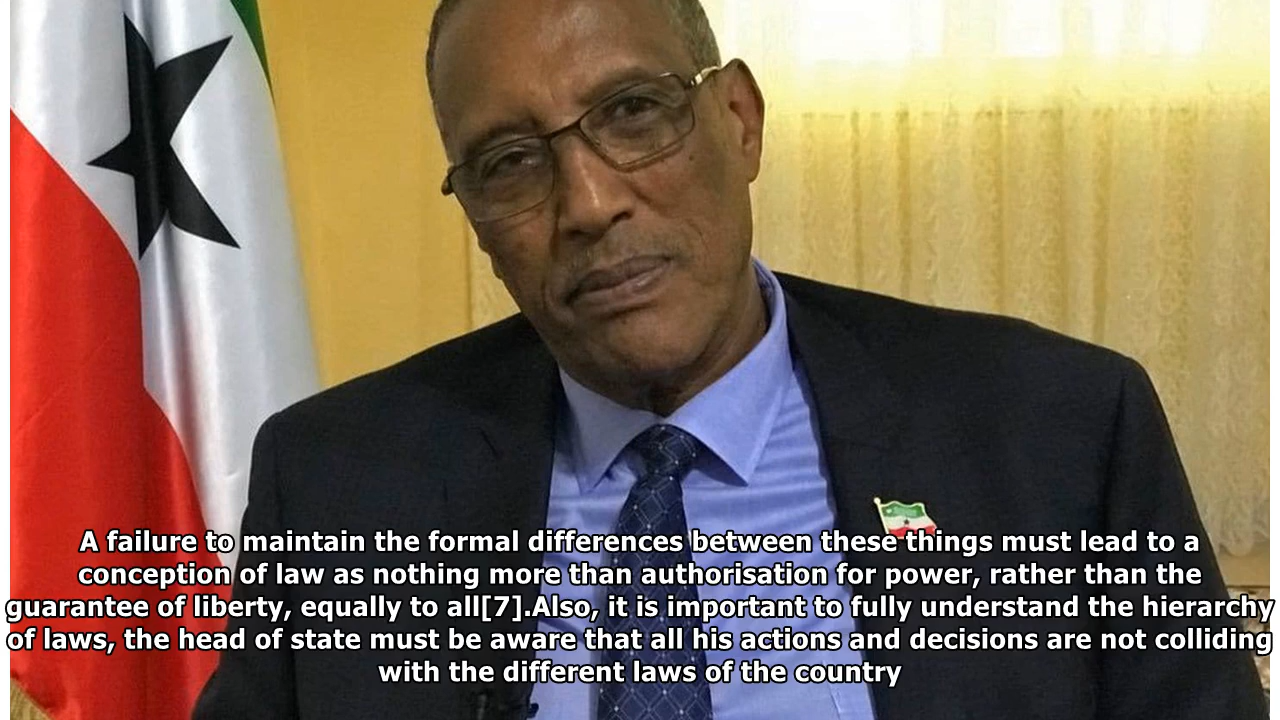 A failure to maintain the formal differences between these things must lead to a
conception of law as nothing more than authorisation for power, rather than the
guarantee of liberty, equally to all[7].Also, it is important to fully understand the hierarchy
of laws, the head of state must be aware that all his actions and decisions are not colliding
with the different laws of the country